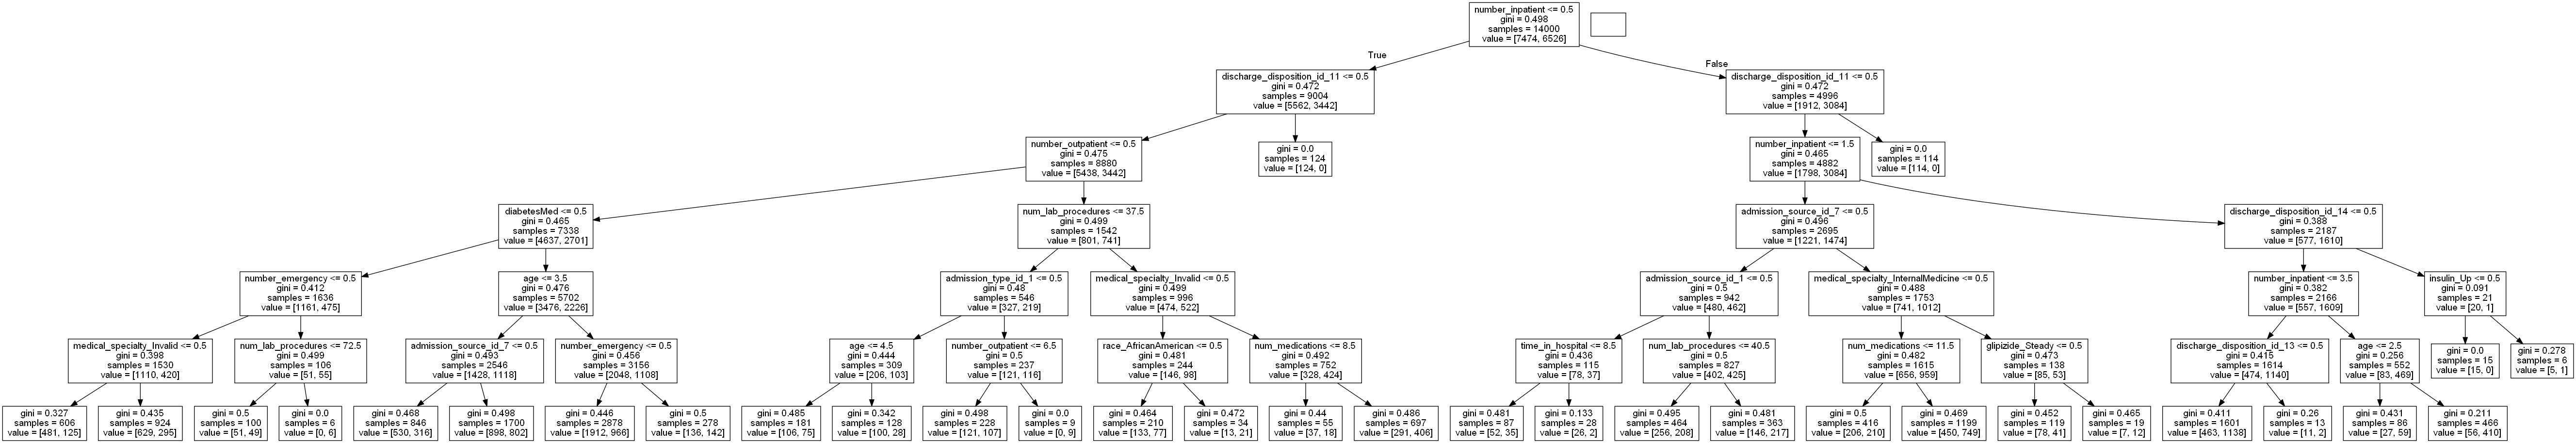 number_inpatient <= 0.5
gini = 0.498
samples = 14000
value = [7474, 6526]
True
False
discharge_disposition_id_11 <= 0.5
gini = 0.472
samples = 9004
value = [5562, 3442]
discharge_disposition_id_11 <= 0.5
gini = 0.472
samples = 4996
value = [1912, 3084]
number_outpatient <= 0.5
gini = 0.475
samples = 8880
value = [5438, 3442]
gini = 0.0
samples = 124
value = [124, 0]
number_inpatient <= 1.5
gini = 0.465
samples = 4882
value = [1798, 3084]
gini = 0.0
samples = 114
value = [114, 0]
diabetesMed <= 0.5
gini = 0.465
samples = 7338
value = [4637, 2701]
num_lab_procedures <= 37.5
gini = 0.499
samples = 1542
value = [801, 741]
admission_source_id_7 <= 0.5
gini = 0.496
samples = 2695
value = [1221, 1474]
discharge_disposition_id_14 <= 0.5
gini = 0.388
samples = 2187
value = [577, 1610]
number_emergency <= 0.5
gini = 0.412
samples = 1636
value = [1161, 475]
age <= 3.5
gini = 0.476
samples = 5702
value = [3476, 2226]
admission_type_id_1 <= 0.5
gini = 0.48
samples = 546
value = [327, 219]
medical_specialty_Invalid <= 0.5
gini = 0.499
samples = 996
value = [474, 522]
admission_source_id_1 <= 0.5
gini = 0.5
samples = 942
value = [480, 462]
medical_specialty_InternalMedicine <= 0.5
gini = 0.488
samples = 1753
value = [741, 1012]
number_inpatient <= 3.5
gini = 0.382
samples = 2166
value = [557, 1609]
insulin_Up <= 0.5
gini = 0.091
samples = 21
value = [20, 1]
medical_specialty_Invalid <= 0.5
gini = 0.398
samples = 1530
value = [1110, 420]
num_lab_procedures <= 72.5
gini = 0.499
samples = 106
value = [51, 55]
admission_source_id_7 <= 0.5
gini = 0.493
samples = 2546
value = [1428, 1118]
number_emergency <= 0.5
gini = 0.456
samples = 3156
value = [2048, 1108]
age <= 4.5
gini = 0.444
samples = 309
value = [206, 103]
number_outpatient <= 6.5
gini = 0.5
samples = 237
value = [121, 116]
race_AfricanAmerican <= 0.5
gini = 0.481
samples = 244
value = [146, 98]
num_medications <= 8.5
gini = 0.492
samples = 752
value = [328, 424]
time_in_hospital <= 8.5
gini = 0.436
samples = 115
value = [78, 37]
num_lab_procedures <= 40.5
gini = 0.5
samples = 827
value = [402, 425]
num_medications <= 11.5
gini = 0.482
samples = 1615
value = [656, 959]
glipizide_Steady <= 0.5
gini = 0.473
samples = 138
value = [85, 53]
discharge_disposition_id_13 <= 0.5
gini = 0.415
samples = 1614
value = [474, 1140]
age <= 2.5
gini = 0.256
samples = 552
value = [83, 469]
gini = 0.0
samples = 15
value = [15, 0]
gini = 0.278
samples = 6
value = [5, 1]
gini = 0.327
samples = 606
value = [481, 125]
gini = 0.435
samples = 924
value = [629, 295]
gini = 0.5
samples = 100
value = [51, 49]
gini = 0.0
samples = 6
value = [0, 6]
gini = 0.468
samples = 846
value = [530, 316]
gini = 0.498
samples = 1700
value = [898, 802]
gini = 0.446
samples = 2878
value = [1912, 966]
gini = 0.5
samples = 278
value = [136, 142]
gini = 0.485
samples = 181
value = [106, 75]
gini = 0.342
samples = 128
value = [100, 28]
gini = 0.498
samples = 228
value = [121, 107]
gini = 0.0
samples = 9
value = [0, 9]
gini = 0.464
samples = 210
value = [133, 77]
gini = 0.472
samples = 34
value = [13, 21]
gini = 0.44
samples = 55
value = [37, 18]
gini = 0.486
samples = 697
value = [291, 406]
gini = 0.481
samples = 87
value = [52, 35]
gini = 0.133
samples = 28
value = [26, 2]
gini = 0.495
samples = 464
value = [256, 208]
gini = 0.481
samples = 363
value = [146, 217]
gini = 0.5
samples = 416
value = [206, 210]
gini = 0.469
samples = 1199
value = [450, 749]
gini = 0.452
samples = 119
value = [78, 41]
gini = 0.465
samples = 19
value = [7, 12]
gini = 0.411
samples = 1601
value = [463, 1138]
gini = 0.26
samples = 13
value = [11, 2]
gini = 0.431
samples = 86
value = [27, 59]
gini = 0.211
samples = 466
value = [56, 410]